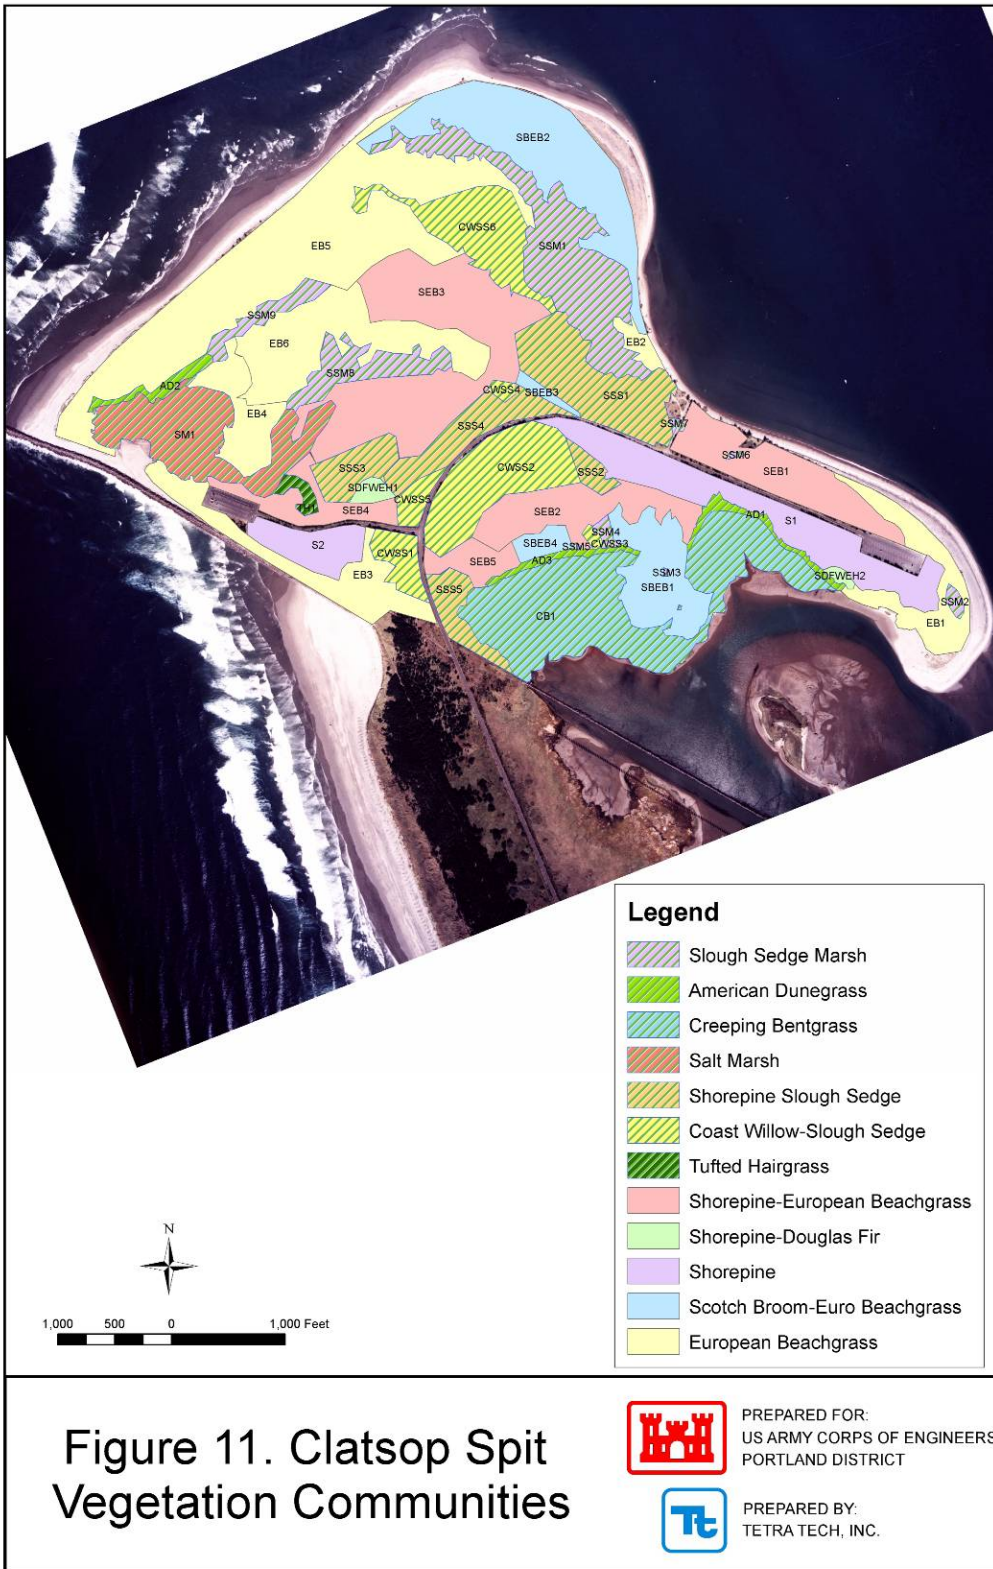 SBEB2
CWSS6
SSM1
EB5
SEB3
SSM9
EB2
EB6
SSM8
AD2
CWSS4
SBEB3
SSS1
EB4
SSM7
SM1
SSS4
SSM6
CWSS2
SEB1
SSS3
SSS2
SDFWEH1
CWSS5
SEB4
SEB2
AD1
S1
S2
SSM4
SBEB4
SSM5
CWSS3
CWSS1
AD3
SEB5
EB3
SSM3
SDFWEH2
SSS5
SBEB1
SSM2
CB1
EB1
Legend
Slough Sedge Marsh
American Dunegrass
Creeping Bentgrass
Salt Marsh
Shorepine Slough Sedge
Coast Willow-Slough Sedge
Tufted Hairgrass
Shorepine-European Beachgrass
Shorepine-Douglas Fir
Shorepine
Scotch Broom-Euro Beachgrass
European Beachgrass
N
1,000 500 0 1,000 Feet
Figure 11. Clatsop Spit
Vegetation Communities
PREPARED FOR:
US ARMY CORPS OF ENGINEERS
PORTLAND DISTRICT
Tt
PREPARED BY:
TETRA TECH, INC.